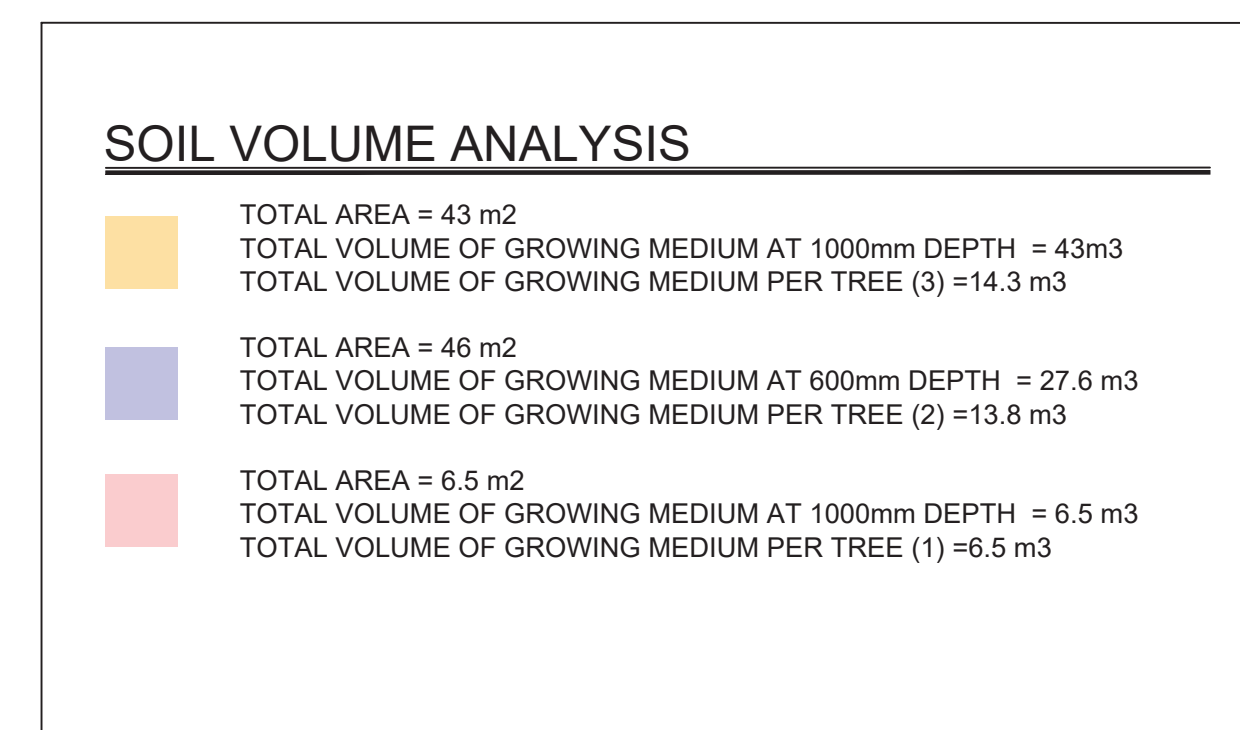 SOIL VOLUME ANALYSIS
TOTAL AREA = 43 m2
TOTAL VOLUME OF GROWING MEDIUM AT 1000mm DEPTH  = 43m3
TOTAL VOLUME OF GROWING MEDIUM PER TREE (3) =14.3 m3
TOTAL AREA = 46 m2
TOTAL VOLUME OF GROWING MEDIUM AT 600mm DEPTH  = 27.6 m3
TOTAL VOLUME OF GROWING MEDIUM PER TREE (2) =13.8 m3
TOTAL AREA = 6.5 m2
TOTAL VOLUME OF GROWING MEDIUM AT 1000mm DEPTH  = 6.5 m3
TOTAL VOLUME OF GROWING MEDIUM PER TREE (1) =6.5 m3